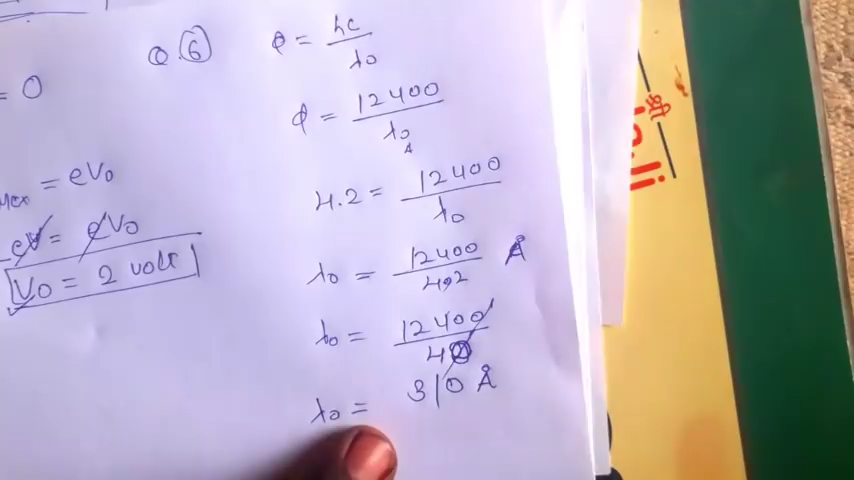 = 0
Q.6
φ = hc / λ0
φ = 12400 / λ0 A
4.2 = 12400 / λ0
Max = eV0
eV = eV0
V0 = 2 volt
λ0 = 12400 / 4.2 Å
λ0 = 12400 / 42
λ0 = 310 Å
श्री